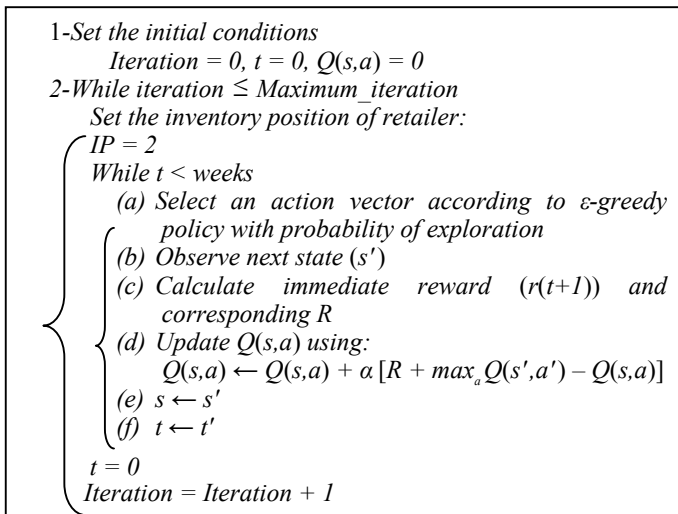 1-Set the initial conditions
Iteration = 0, t = 0, Q(s,a) = 0
2-While iteration ≤ Maximum_iteration
Set the inventory position of retailer:
IP = 2
While t < weeks
(a) Select an action vector according to ε-greedy
policy with probability of exploration
(b) Observe next state (s′)
(c) Calculate immediate reward (r(t+1)) and
corresponding R
(d) Update Q(s,a) using:
Q(s,a) ← Q(s,a) + α [R + maxₐ Q(s′,a′) – Q(s,a)]
(e) s ← s′
(f) t ← t′
t = 0
Iteration = Iteration + 1